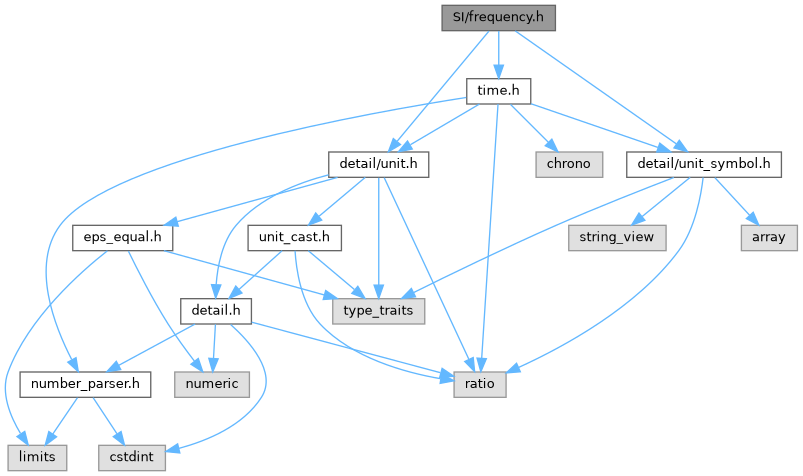 SI/frequency.h
time.h
detail/unit.h
chrono
detail/unit_symbol.h
eps_equal.h
unit_cast.h
string_view
array
detail.h
type_traits
number_parser.h
numeric
ratio
limits
cstdint